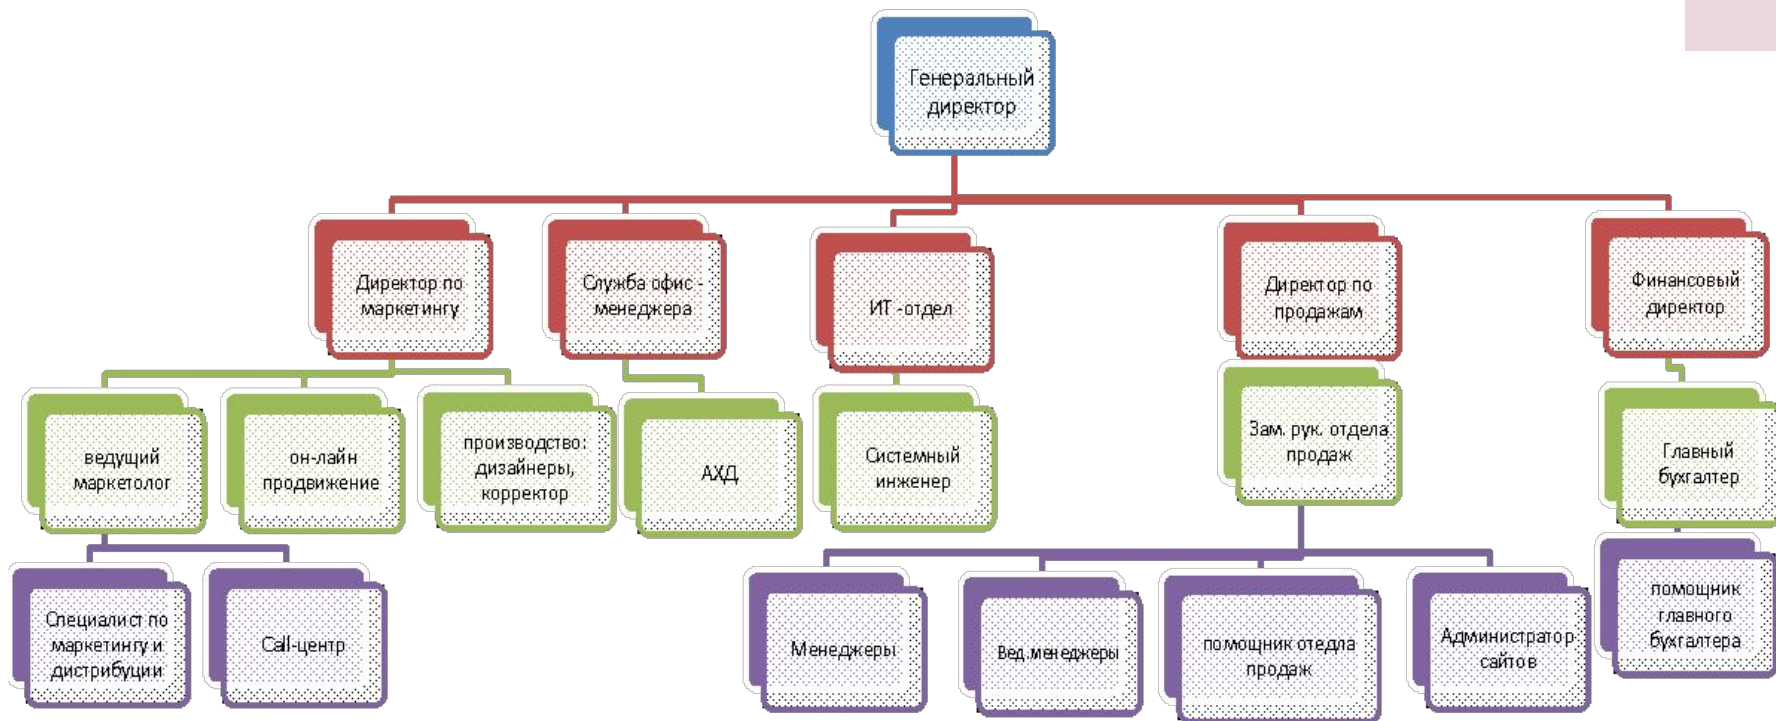 Генеральный
директор
Директор по
маркетингу
Служба офис -
менеджера
ИТ -отдел
Директор по
продажам
Финансовый
директор
ведущий
маркетолог
он-лайн
продвижение
производство:
дизайнеры,
корректор
АХД
Системный
инженер
Зам. рук. отдела
продаж
Главный
бухгалтер
Специалист по
маркетингу и
дистрибуции
Call-центр
Менеджеры
Вед.менеджеры
помощник отедла
продаж
Администратор
сайтов
помощник
главного
бухгалтера